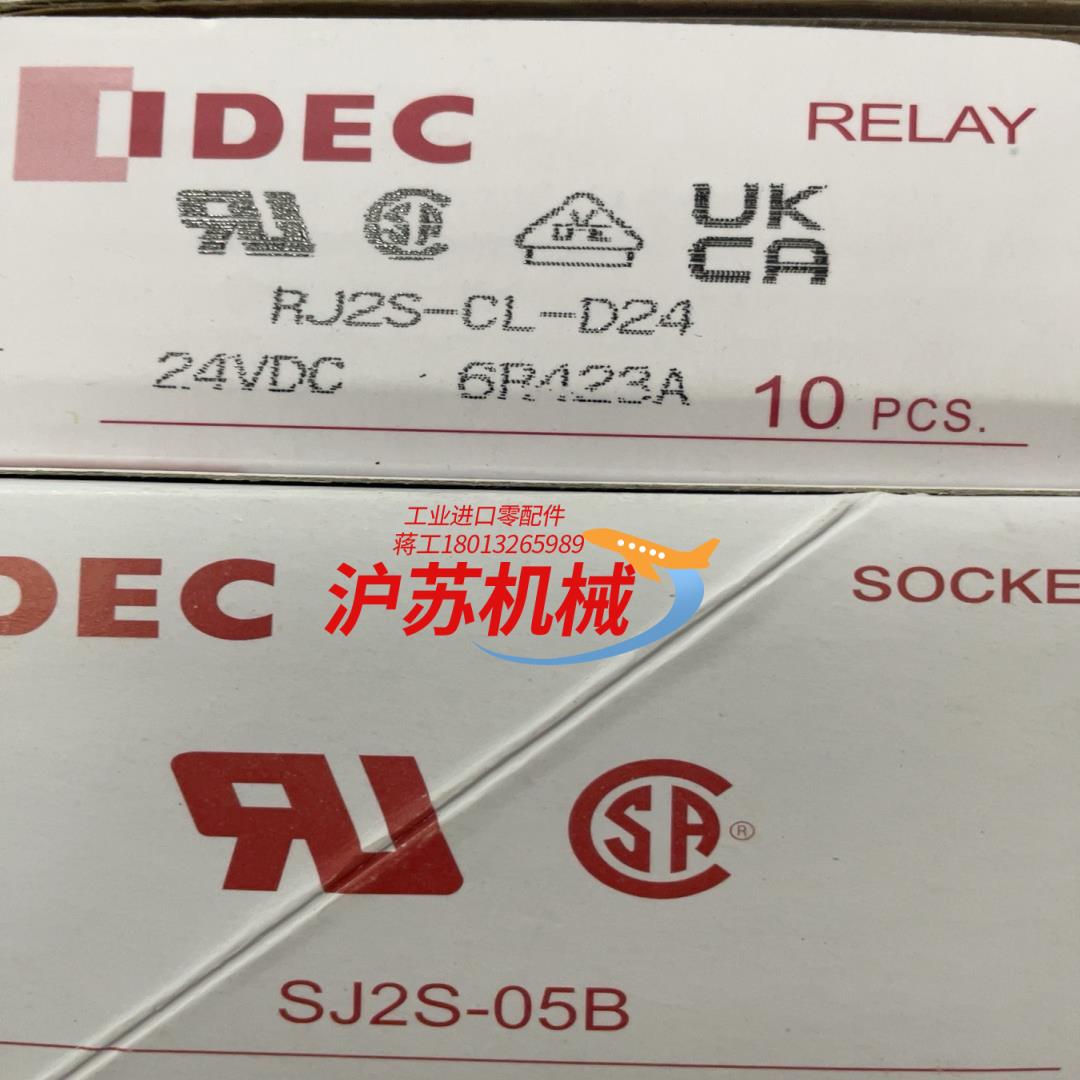 IDEC
RELAY
UK
CA
RJ2S-CL-D24
24VDC 6R423A 10 PCS.
工业进口零配件
蒋工18013265989
沪苏机械
DEC
SOCKE
SJ2S-05B